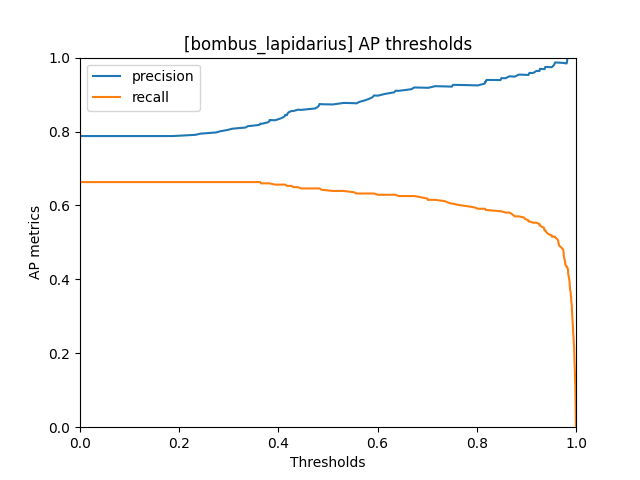 [bombus_lapidarius] AP thresholds
precision
recall
AP metrics
1.0
0.8
0.6
0.4
0.2
0.0
0.0 0.2 0.4 0.6 0.8 1.0
Thresholds